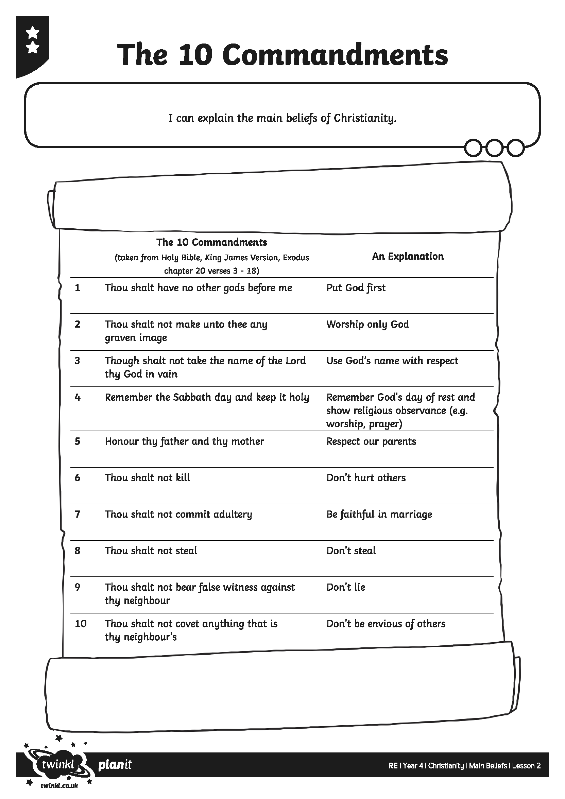 The 10 Commandments
I can explain the main beliefs of Christianity.
The 10 Commandments
(taken from Holy Bible, King James Version, Exodus
chapter 20 verses 3 - 18)
An Explanation
1 Thou shalt have no other gods before me Put God first
2 Thou shalt not make unto thee any Worship only God
graven image
3 Though shalt not take the name of the Lord Use God's name with respect
thy God in vain
4 Remember the Sabbath day and keep it holy Remember God's day of rest and
show religious observance (e.g.
worship, prayer)
5 Honour thy father and thy mother Respect our parents
6 Thou shalt not kill Don't hurt others
7 Thou shalt not commit adultery Be faithful in marriage
8 Thou shalt not steal Don't steal
9 Thou shalt not bear false witness against Don't lie
thy neighbour
10 Thou shalt not covet anything that is Don't be envious of others
thy neighbour's
twinkl planit
twinkl.co.uk
RE | Year 4 | Christianity | Main Beliefs | Lesson 2